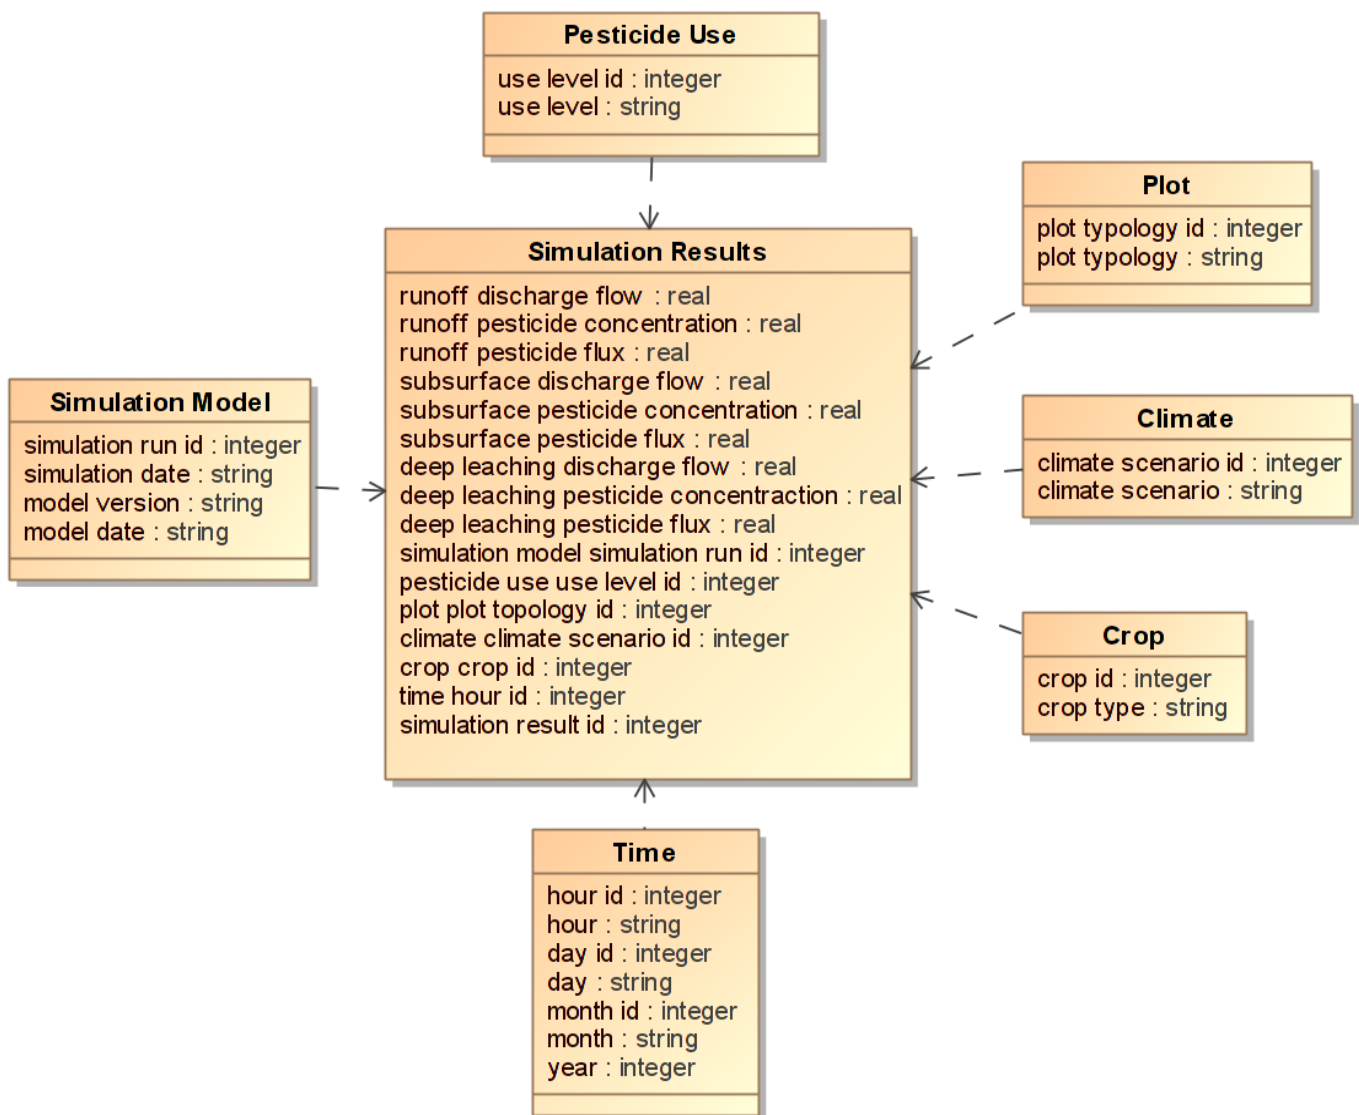 Pesticide Use
use level id : integer
use level : string
Plot
plot typology id : integer
plot typology : string
Simulation Results
runoff discharge flow : real
runoff pesticide concentration : real
runoff pesticide flux : real
subsurface discharge flow : real
subsurface pesticide concentration : real
subsurface pesticide flux : real
deep leaching discharge flow : real
deep leaching pesticide concentraction : real
deep leaching pesticide flux : real
simulation model simulation run id : integer
pesticide use use level id : integer
plot plot topology id : integer
climate climate scenario id : integer
crop crop id : integer
time hour id : integer
simulation result id : integer
Simulation Model
simulation run id : integer
simulation date : string
model version : string
model date : string
Climate
climate scenario id : integer
climate scenario : string
Crop
crop id : integer
crop type : string
Time
hour id : integer
hour : string
day id : integer
day : string
month id : integer
month : string
year : integer